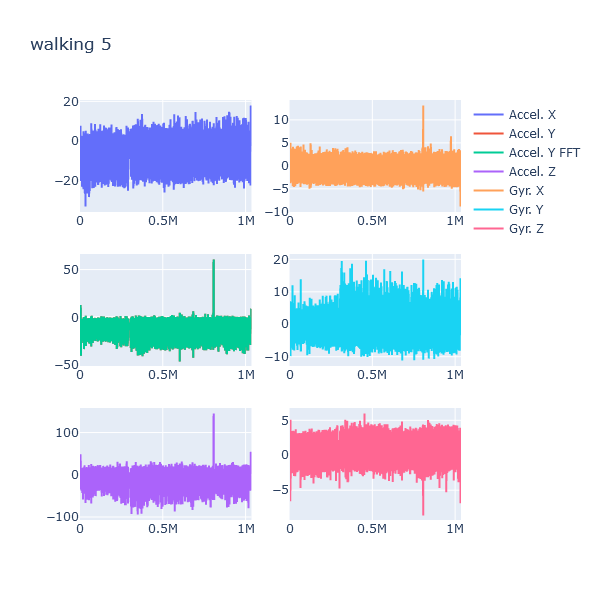 walking 5
20
0
−20
0
0.5M
1M
10
5
0
−5
−10
0
0.5M
1M
Accel. X
Accel. Y
Accel. Y FFT
Accel. Z
Gyr. X
Gyr. Y
Gyr. Z
50
0
−50
0
0.5M
1M
20
10
0
−10
0
0.5M
1M
100
0
−100
0
0.5M
1M
5
0
−5
0
0.5M
1M